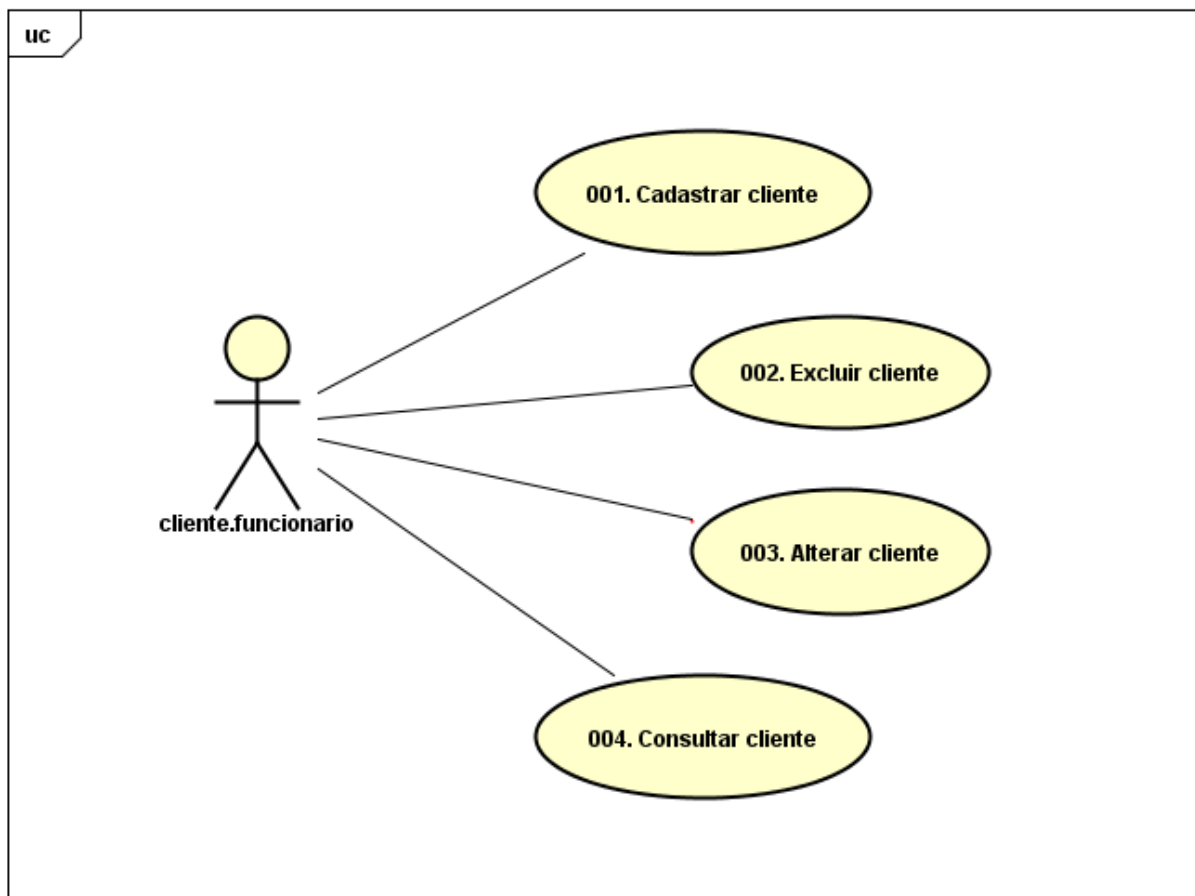 uc
001. Cadastrar cliente
002. Excluir cliente
cliente.funcionario
003. Alterar cliente
004. Consultar cliente